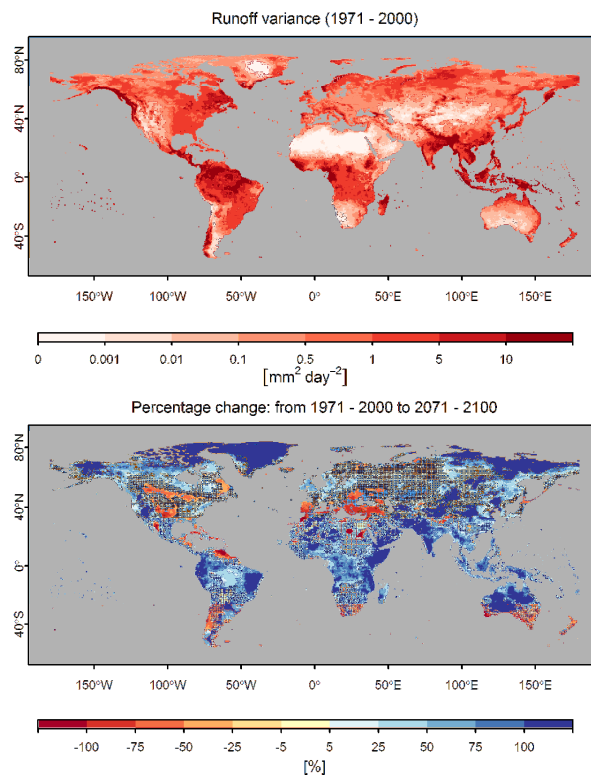 Runoff variance (1971 - 2000)
80°N
40°N
0°
40°S
150°W 100°W 50°W 0° 50°E 100°E 150°E
0 0.001 0.01 0.1 0.5 1 5 10
[mm² day⁻²]
Percentage change: from 1971 - 2000 to 2071 - 2100
80°N
40°N
0°
40°S
150°W 100°W 50°W 0° 50°E 100°E 150°E
-100 -75 -50 -25 -5 5 25 50 75 100
[%]